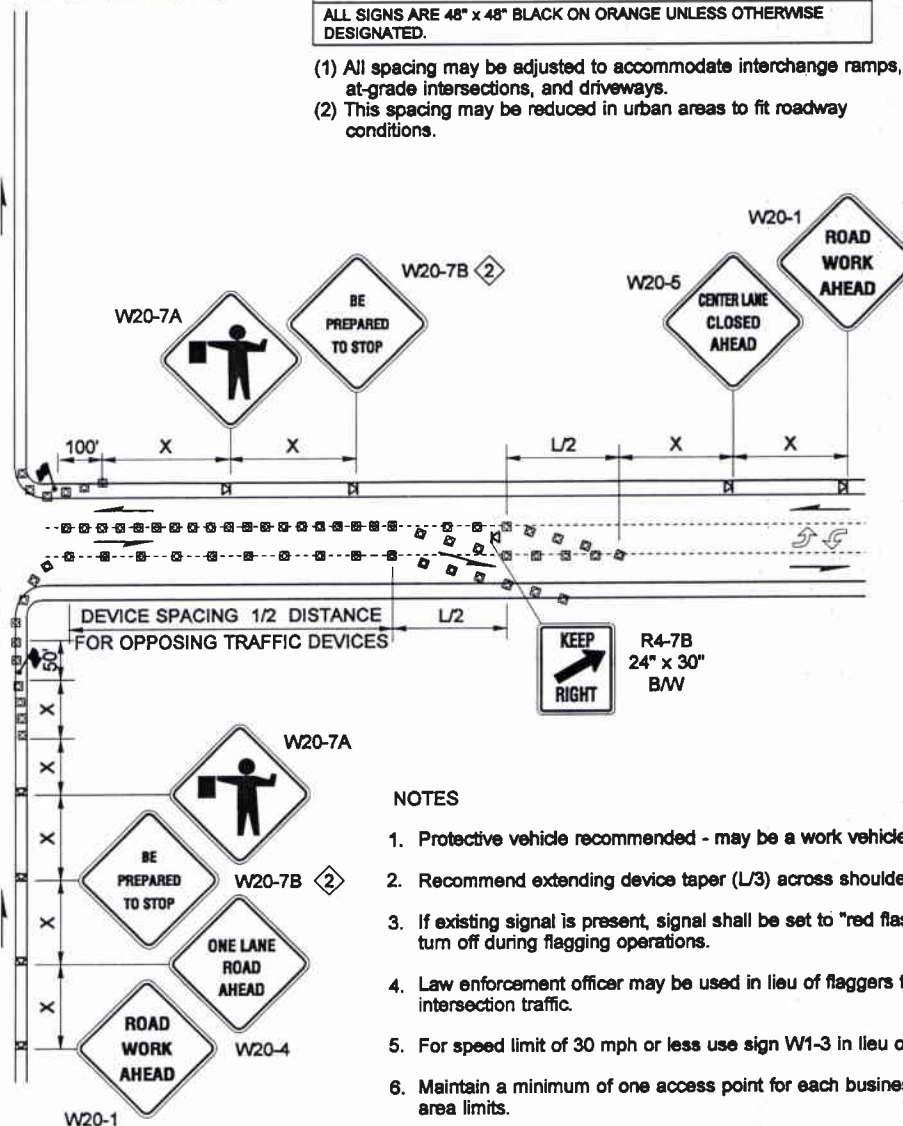 ALL SIGNS ARE 48" x 48" BLACK ON ORANGE UNLESS OTHERWISE
DESIGNATED.
(1) All spacing may be adjusted to accommodate interchange ramps,
at-grade intersections, and driveways.
(2) This spacing may be reduced in urban areas to fit roadway
conditions.
W20-1
ROAD
WORK
AHEAD
W20-5
CENTER LANE
CLOSED
AHEAD
W20-7B 2
BE
PREPARED
TO STOP
W20-7A
100'
X
X
L/2
X
X
DEVICE SPACING 1/2 DISTANCE
FOR OPPOSING TRAFFIC DEVICES
L/2
KEEP
RIGHT
R4-7B
24" x 30"
B/W
50'
X
X
X
X
X
W20-7A
BE
PREPARED
TO STOP
W20-7B 2
ONE LANE
ROAD
AHEAD
W20-4
ROAD
WORK
AHEAD
W20-1
NOTES
1. Protective vehicle recommended - may be a work vehicle
2. Recommend extending device taper (L/3) across shoulde
3. If existing signal is present, signal shall be set to "red flas
turn off during flagging operations.
4. Law enforcement officer may be used in lieu of flaggers t
intersection traffic.
5. For speed limit of 30 mph or less use sign W1-3 in lieu o
6. Maintain a minimum of one access point for each busines
area limits.